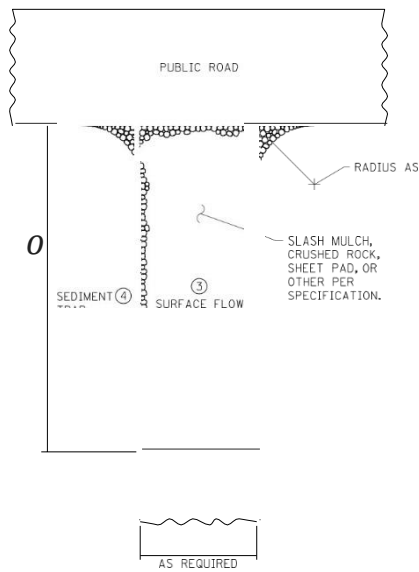 PUBLIC ROAD
RADIUS AS
O
SLASH MULCH,
CRUSHED ROCK,
SHEET PAD, OR
OTHER PER
SPECIFICATION.
SEDIMENT 4
3
SURFACE FLOW
AS REQUIRED